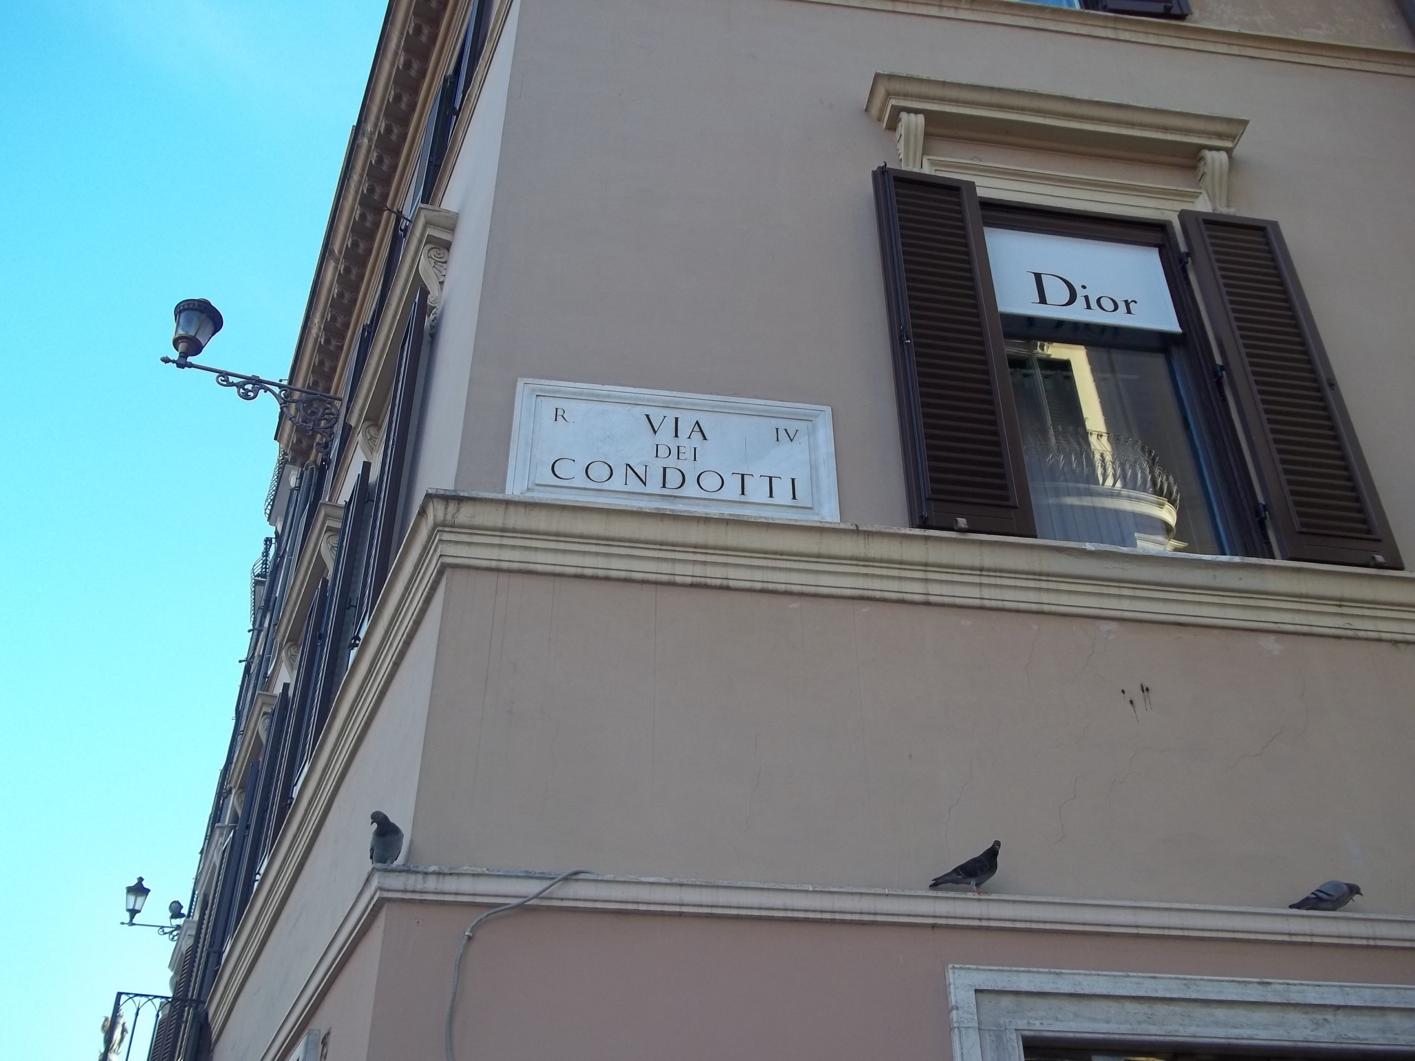 R. VIA IV.
DEI
CONDOTTI
Dior